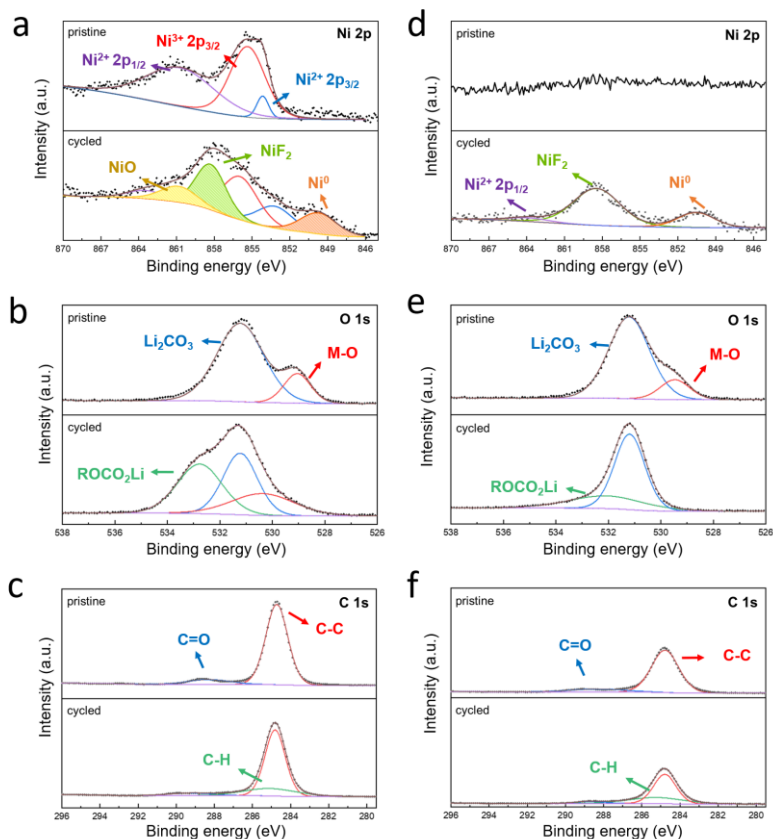 a
pristine
Ni 2p
Ni³⁺ 2p₃/₂
Ni²⁺ 2p₁/₂
Ni²⁺ 2p₃/₂
cycled
NiF₂
NiO
Ni⁰
Intensity (a.u.)
870 867 864 861 858 855 852 849 846
Binding energy (eV)
d
pristine
Ni 2p
cycled
NiF₂
Ni²⁺ 2p₁/₂
Ni⁰
Intensity (a.u.)
870 867 864 861 858 855 852 849 846
Binding energy (eV)
b
pristine
O 1s
Li₂CO₃
M-O
cycled
ROCO₂Li
Intensity (a.u.)
538 536 534 532 530 528 526
Binding energy (eV)
e
pristine
O 1s
Li₂CO₃
M-O
cycled
ROCO₂Li
Intensity (a.u.)
538 536 534 532 530 528 526
Binding energy (eV)
c
pristine
C 1s
C=O
C-C
cycled
C-H
Intensity (a.u.)
296 294 292 290 288 286 284 282 280
Binding energy (eV)
f
pristine
C 1s
C=O
C-C
cycled
C-H
Intensity (a.u.)
296 294 292 290 288 286 284 282 280
Binding energy (eV)